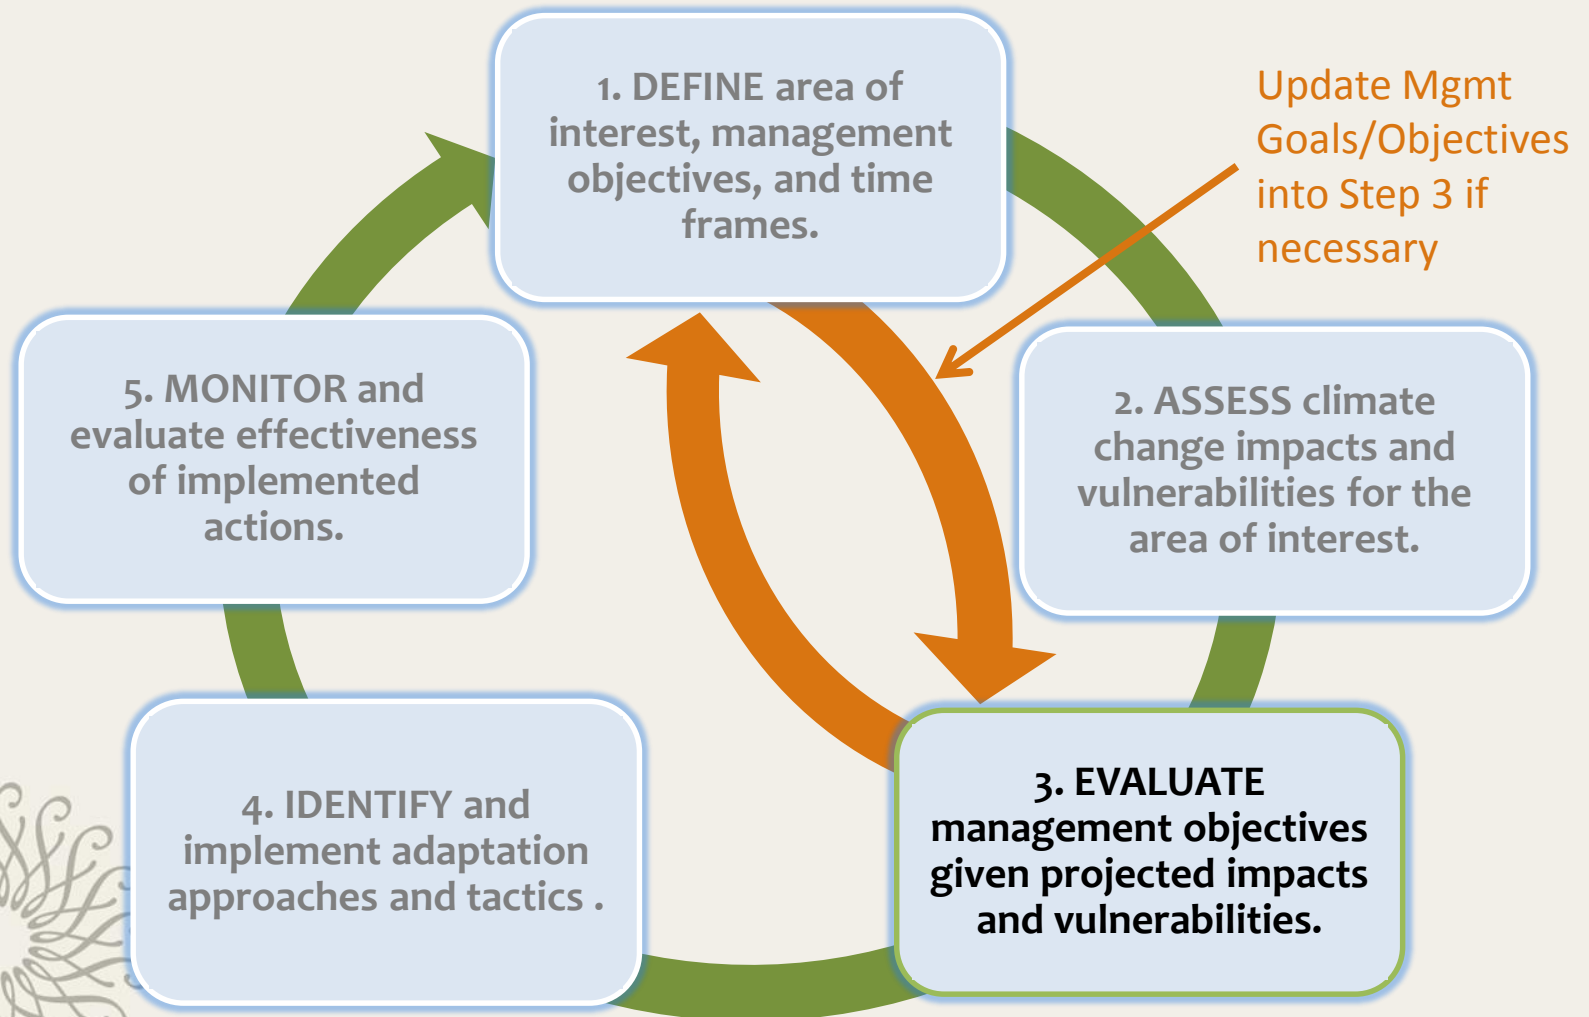 1. DEFINE area of
interest, management
objectives, and time
frames.
Update Mgmt
Goals/Objectives
into Step 3 if
necessary
2. ASSESS climate
change impacts and
vulnerabilities for the
area of interest.
3. EVALUATE
management objectives
given projected impacts
and vulnerabilities.
4. IDENTIFY and
implement adaptation
approaches and tactics .
5. MONITOR and
evaluate effectiveness
of implemented
actions.